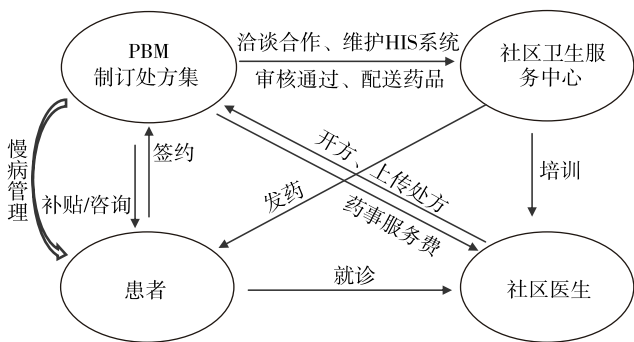 PBM
制订处方集
洽谈合作、维护HIS系统
审核通过、配送药品
社区卫生服
务中心
慢病管理
补贴/咨询
签约
发药
开方、上传处方
药事服务费
培训
患者
就诊
社区医生